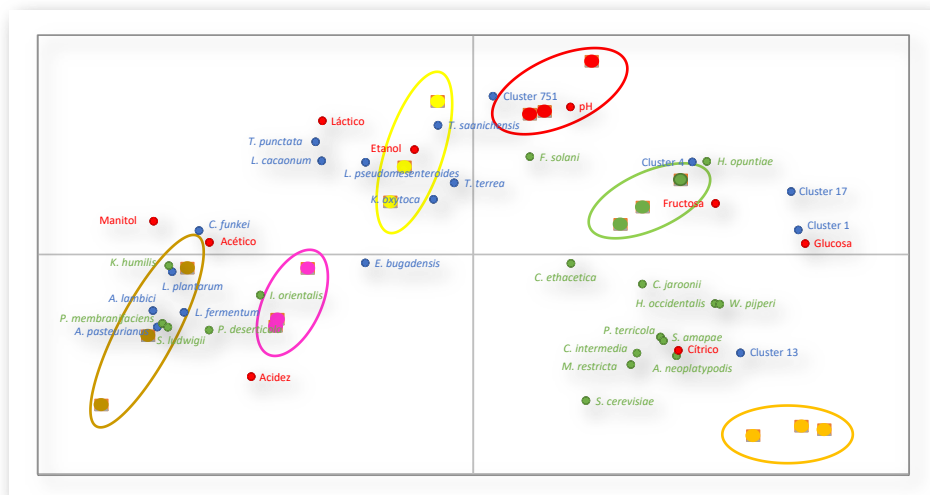 Cluster 751
pH
Láctico
T. saanichensis
T. punctata
Etanol
L. cacaonum
F. solani
Cluster 4
H. opuntiae
L. pseudomesenteroides
T. terrea
K. oxytoca
Cluster 17
Fructosa
Manitol
C. funkei
Cluster 1
Acético
Glucosa
K. humilis
E. bugadensis
L. plantarum
C. ethacetica
C. jaroonii
I. orientalis
A. lambici
L. fermentum
H. occidentalis
W. pijperi
P. membranifaciens
A. pasteurianus
P. deserticola
S. ludwigii
P. terricola
S. amapae
C. intermedia
Cítrico
Cluster 13
M. restricta
A. neoplatypodis
Acidez
S. cerevisiae